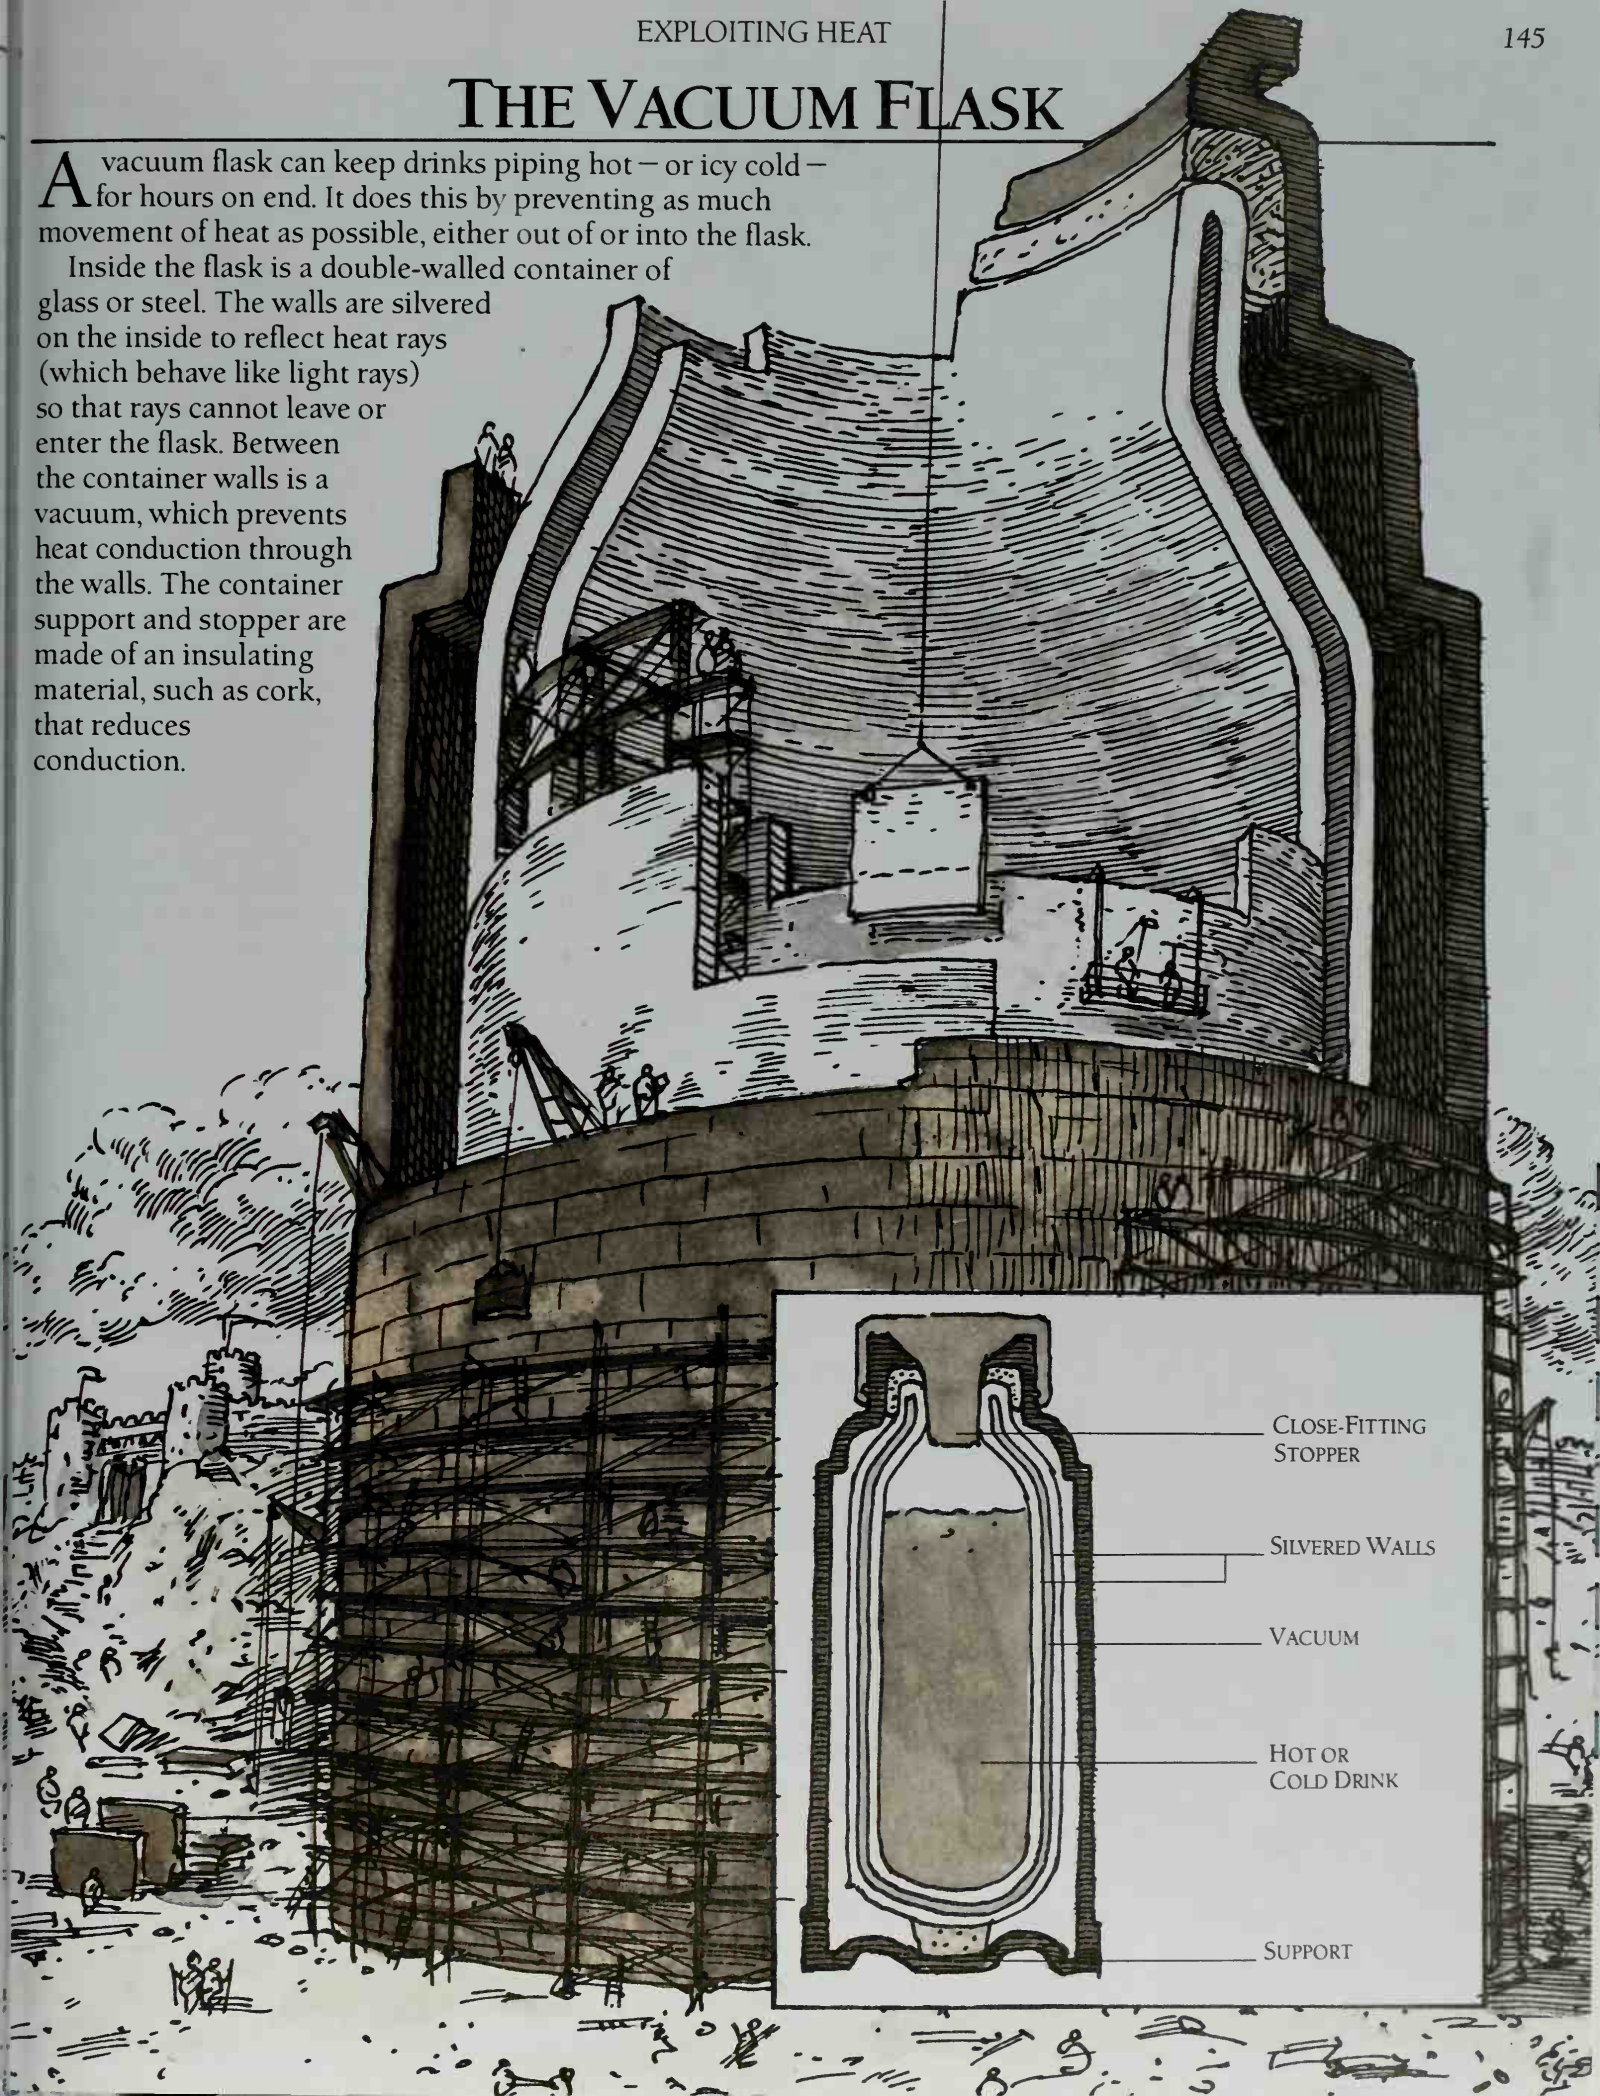 EXPLOITING HEAT
145
THE VACUUM FLASK
A vacuum flask can keep drinks piping hot — or icy cold —
for hours on end. It does this by preventing as much
movement of heat as possible, either out of or into the flask.
Inside the flask is a double-walled container of
glass or steel. The walls are silvered
on the inside to reflect heat rays
(which behave like light rays)
so that rays cannot leave or
enter the flask. Between
the container walls is a
vacuum, which prevents
heat conduction through
the walls. The container
support and stopper are
made of an insulating
material, such as cork,
that reduces
conduction.
CLOSE-FITTING
STOPPER
SILVERED WALLS
VACUUM
HOT OR
COLD DRINK
SUPPORT